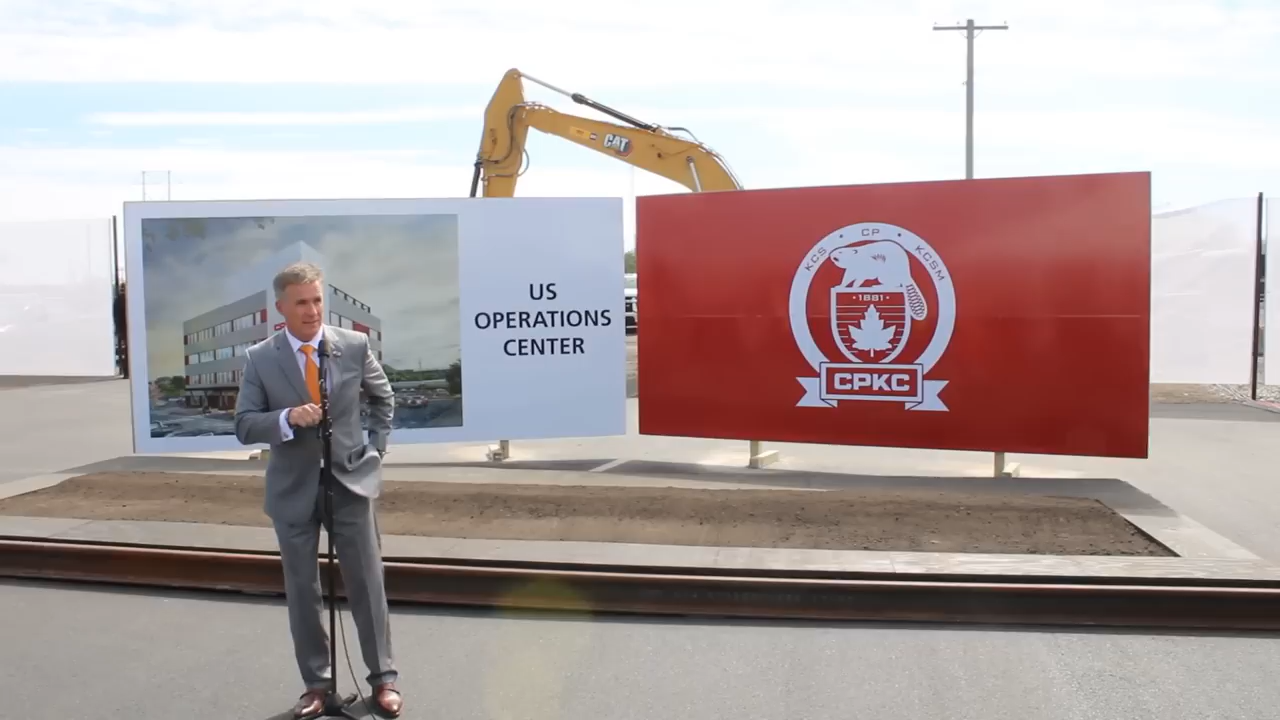 CAT
US
OPERATIONS
CENTER
KCS • CP • KCSM
• 1881 •
CPKC